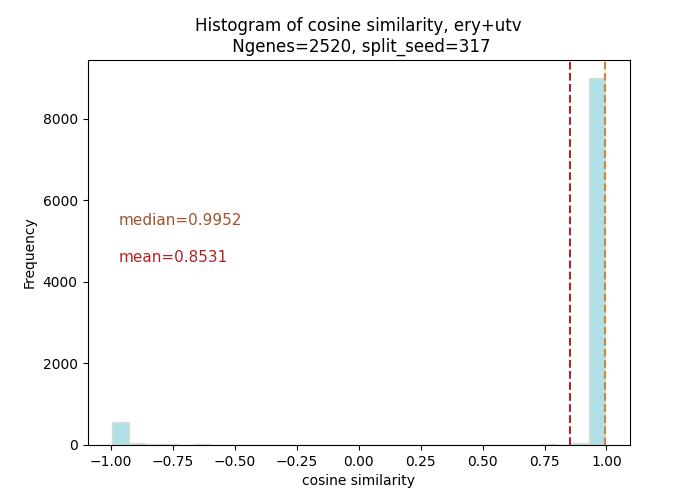 Histogram of cosine similarity, ery+utv
Ngenes=2520, split_seed=317
8000
6000
4000
2000
0
Frequency
median=0.9952
mean=0.8531
−1.00 −0.75 −0.50 −0.25 0.00 0.25 0.50 0.75 1.00
cosine similarity